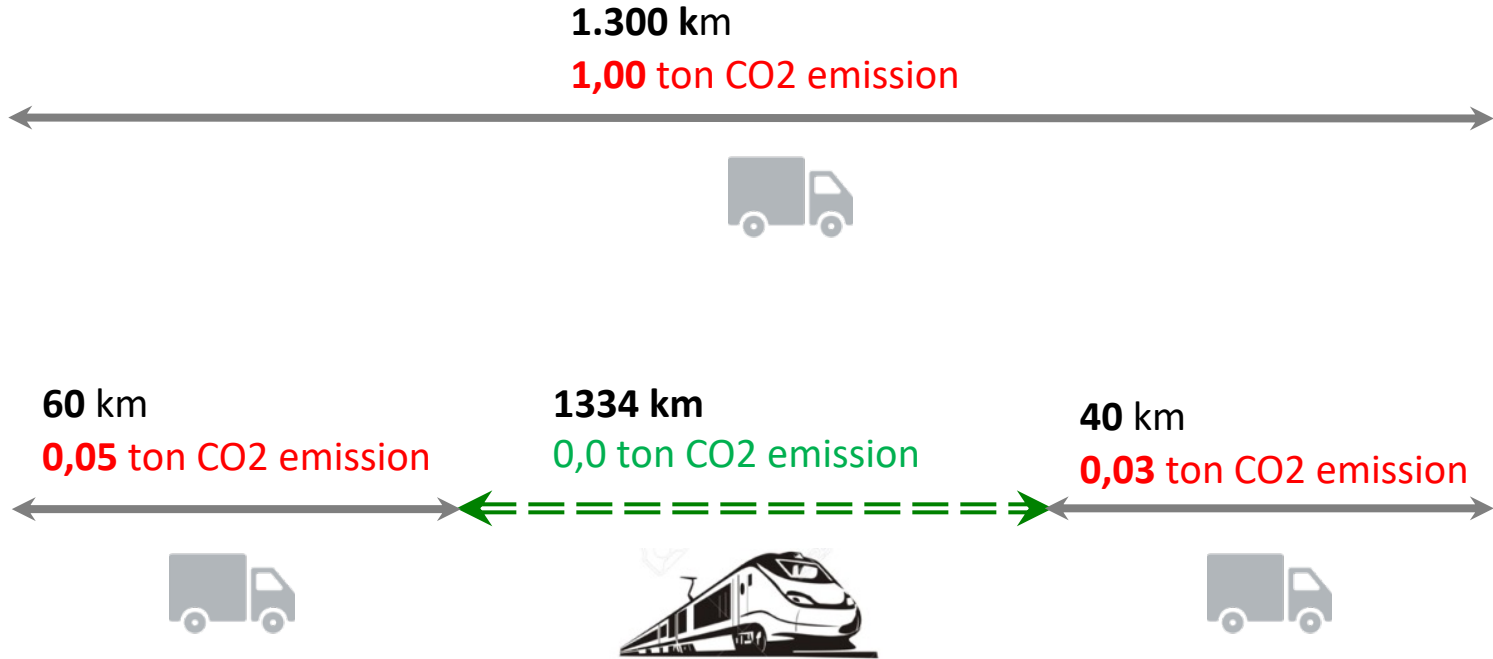 1.300 km
1,00 ton CO2 emission
60 km
0,05 ton CO2 emission
1334 km
0,0 ton CO2 emission
40 km
0,03 ton CO2 emission